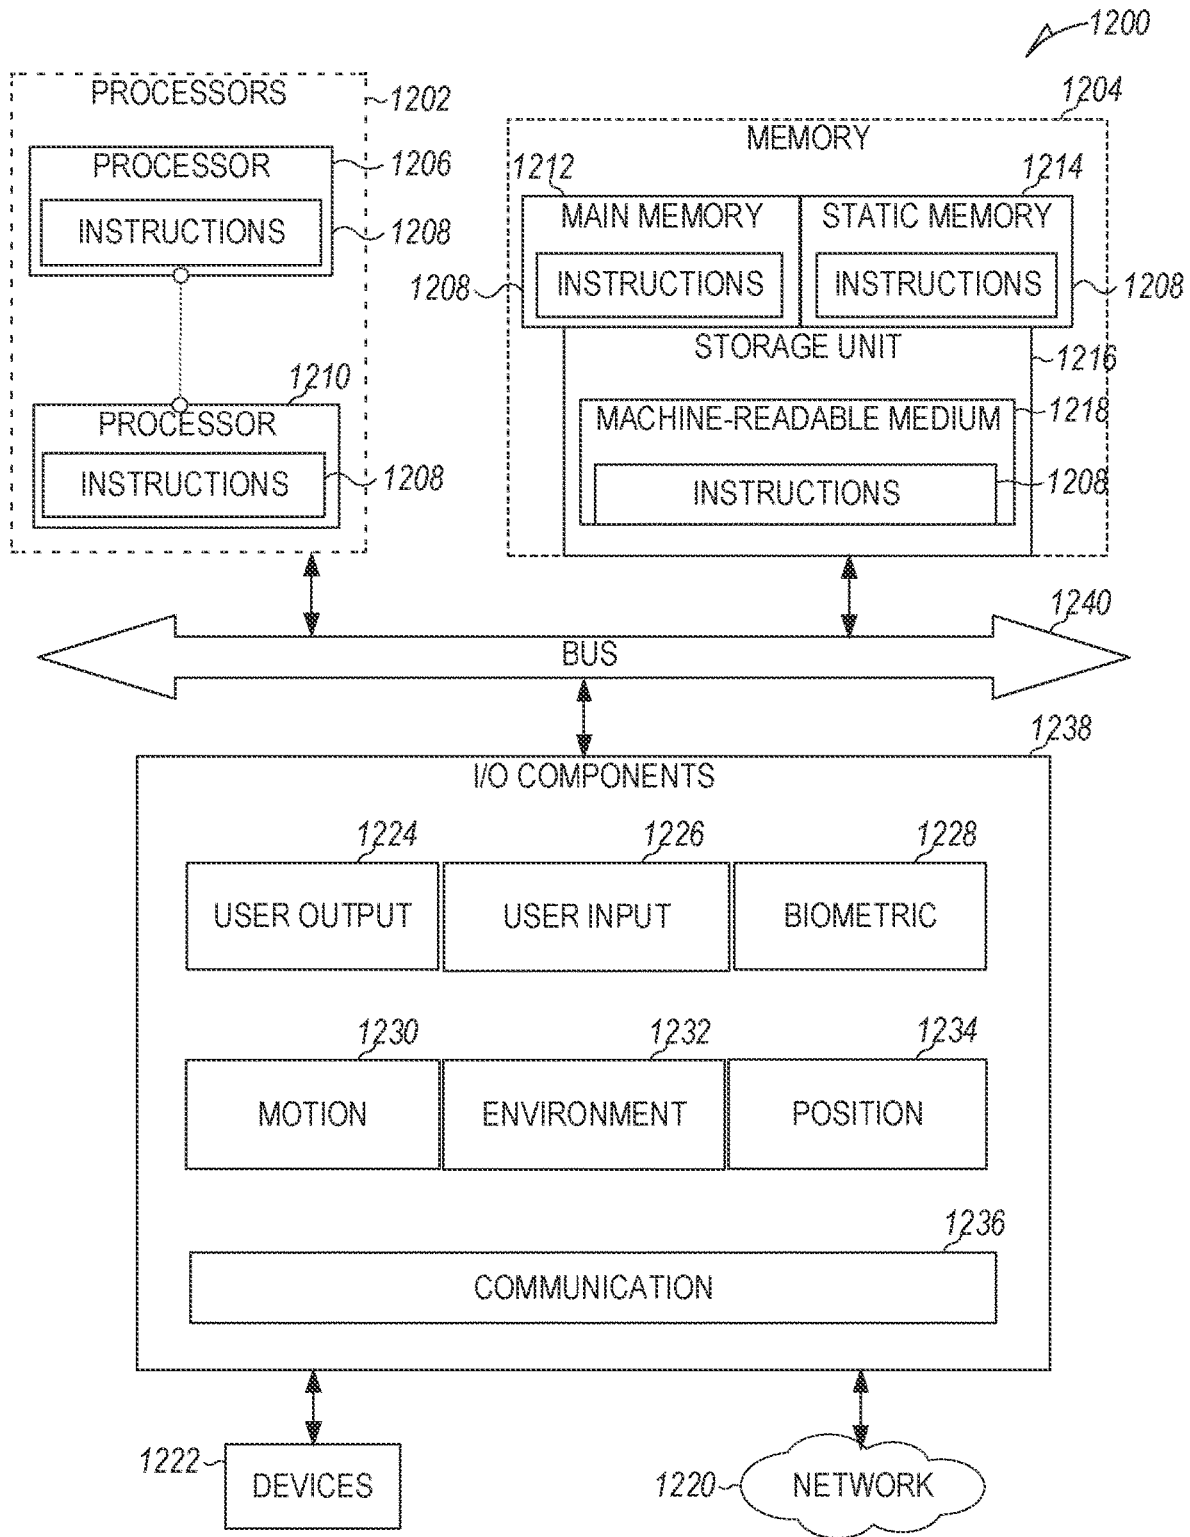 1200
PROCESSORS
1202
PROCESSOR
1206
INSTRUCTIONS
1208
1210
PROCESSOR
INSTRUCTIONS
1208
1204
MEMORY
1212
1214
MAIN MEMORY
STATIC MEMORY
INSTRUCTIONS
INSTRUCTIONS
1208
1208
STORAGE UNIT
1216
MACHINE-READABLE MEDIUM
1218
INSTRUCTIONS
1208
1240
BUS
1238
I/O COMPONENTS
1224
1226
1228
USER OUTPUT
USER INPUT
BIOMETRIC
1230
1232
1234
MOTION
ENVIRONMENT
POSITION
1236
COMMUNICATION
1222
DEVICES
1220
NETWORK